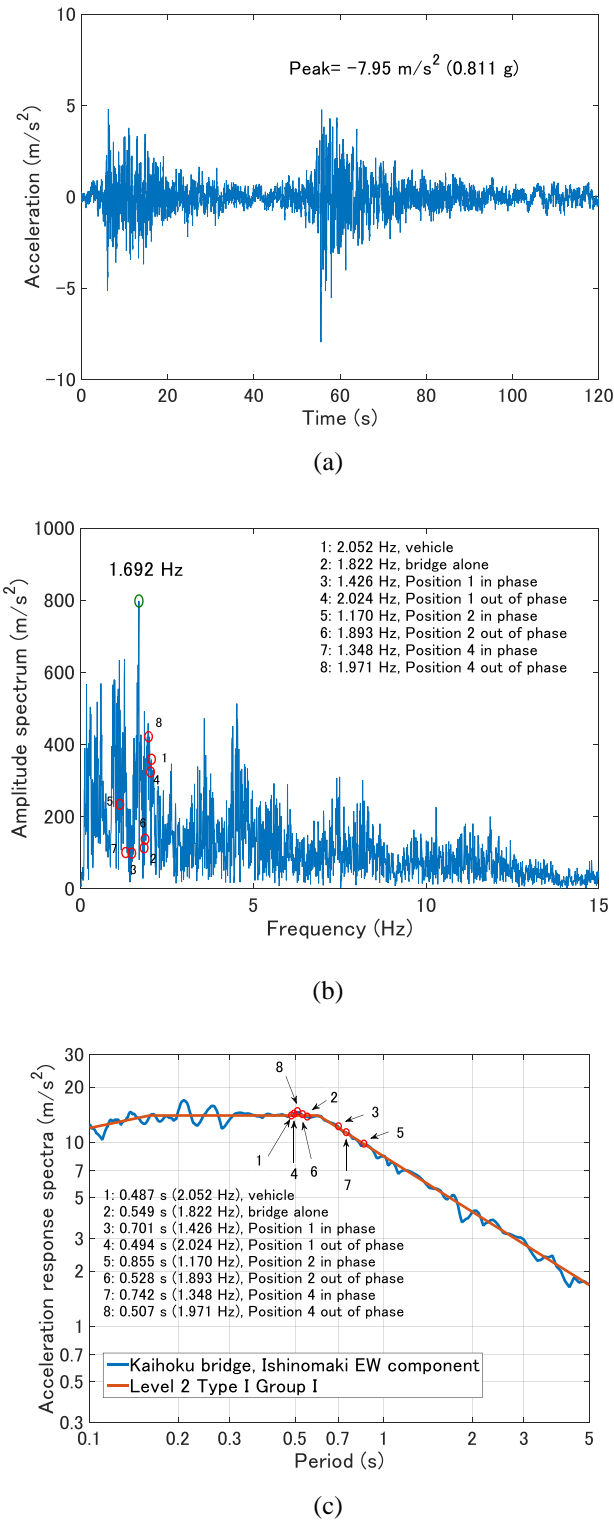 10
5
0
−5
−10
Acceleration (m/s²)
Peak= −7.95 m/s² (0.811 g)
0 20 40 60 80 100 120
Time (s)
(a)
1000
800
600
400
200
0
Amplitude spectrum (m/s²)
1.692 Hz
1: 2.052 Hz, vehicle
2: 1.822 Hz, bridge alone
3: 1.426 Hz, Position 1 in phase
4: 2.024 Hz, Position 1 out of phase
5: 1.170 Hz, Position 2 in phase
6: 1.893 Hz, Position 2 out of phase
7: 1.348 Hz, Position 4 in phase
8: 1.971 Hz, Position 4 out of phase
8
1
4
5
6
7
2
3
0 5 10 15
Frequency (Hz)
(b)
30
20
10
7
5
3
2
1
0.7
0.5
0.3
Acceleration response spectra (m/s²)
8
2
3
5
1
4
6
7
1: 0.487 s (2.052 Hz), vehicle
2: 0.549 s (1.822 Hz), bridge alone
3: 0.701 s (1.426 Hz), Position 1 in phase
4: 0.494 s (2.024 Hz), Position 1 out of phase
5: 0.855 s (1.170 Hz), Position 2 in phase
6: 0.528 s (1.893 Hz), Position 2 out of phase
7: 0.742 s (1.348 Hz), Position 4 in phase
8: 0.507 s (1.971 Hz), Position 4 out of phase
Kaihoku bridge, Ishinomaki EW component
Level 2 Type I Group I
0.1 0.2 0.3 0.5 0.7 1 2 3 5
Period (s)
(c)